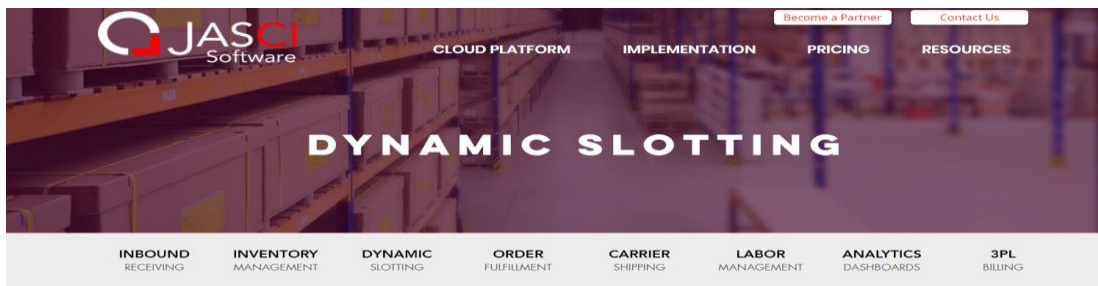 Become a Partner Contact Us
JASCI
Software
CLOUD PLATFORM IMPLEMENTATION PRICING RESOURCES
DYNAMIC SLOTTING
INBOUND INVENTORY DYNAMIC ORDER CARRIER LABOR ANALYTICS 3PL
RECEIVING MANAGEMENT SLOTTING FULFILLMENT SHIPPING MANAGEMENT DASHBOARDS BILLING